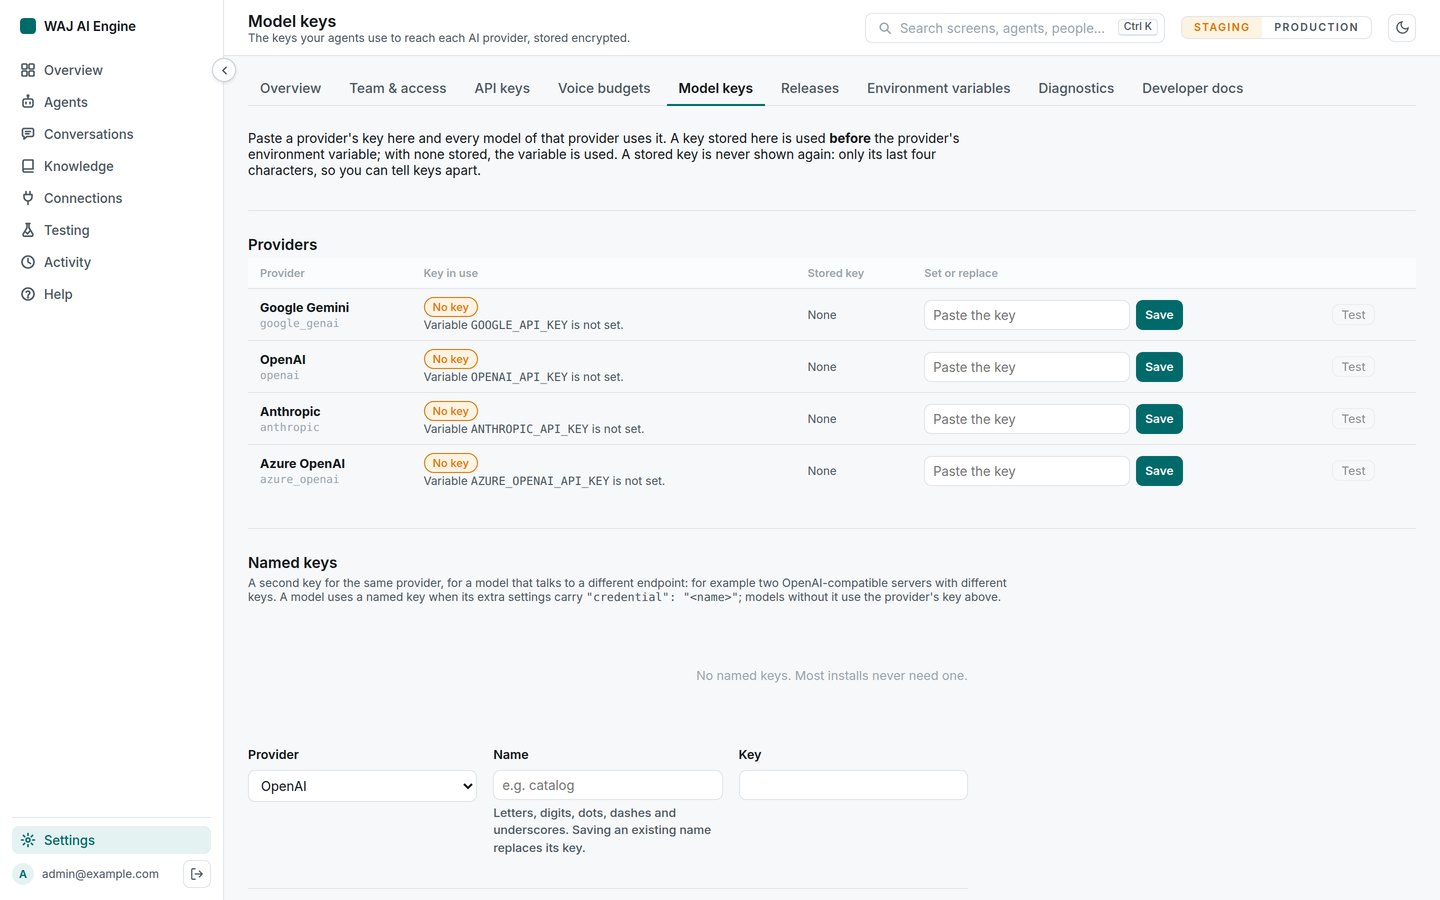 WAJ AI Engine
Overview
Agents
Conversations
Knowledge
Connections
Testing
Activity
Help
Settings
A
admin@example.com
Model keys
The keys your agents use to reach each AI provider, stored encrypted.
Search screens, agents, people...
Ctrl K
STAGING
PRODUCTION
Overview
Team & access
API keys
Voice budgets
Model keys
Releases
Environment variables
Diagnostics
Developer docs
Paste a provider's key here and every model of that provider uses it. A key stored here is used before the provider's
environment variable; with none stored, the variable is used. A stored key is never shown again: only its last four
characters, so you can tell keys apart.
Providers
Provider Key in use Stored key Set or replace
Google Gemini
google_genai
No key
Variable GOOGLE_API_KEY is not set.
None
Paste the key
Save
Test
OpenAI
openai
No key
Variable OPENAI_API_KEY is not set.
None
Paste the key
Save
Test
Anthropic
anthropic
No key
Variable ANTHROPIC_API_KEY is not set.
None
Paste the key
Save
Test
Azure OpenAI
azure_openai
No key
Variable AZURE_OPENAI_API_KEY is not set.
None
Paste the key
Save
Test
Named keys
A second key for the same provider, for a model that talks to a different endpoint: for example two OpenAI-compatible servers with different
keys. A model uses a named key when its extra settings carry "credential": "<name>"; models without it use the provider's key above.
No named keys. Most installs never need one.
Provider
OpenAI
Name
e.g. catalog
Letters, digits, dots, dashes and
underscores. Saving an existing name
replaces its key.
Key